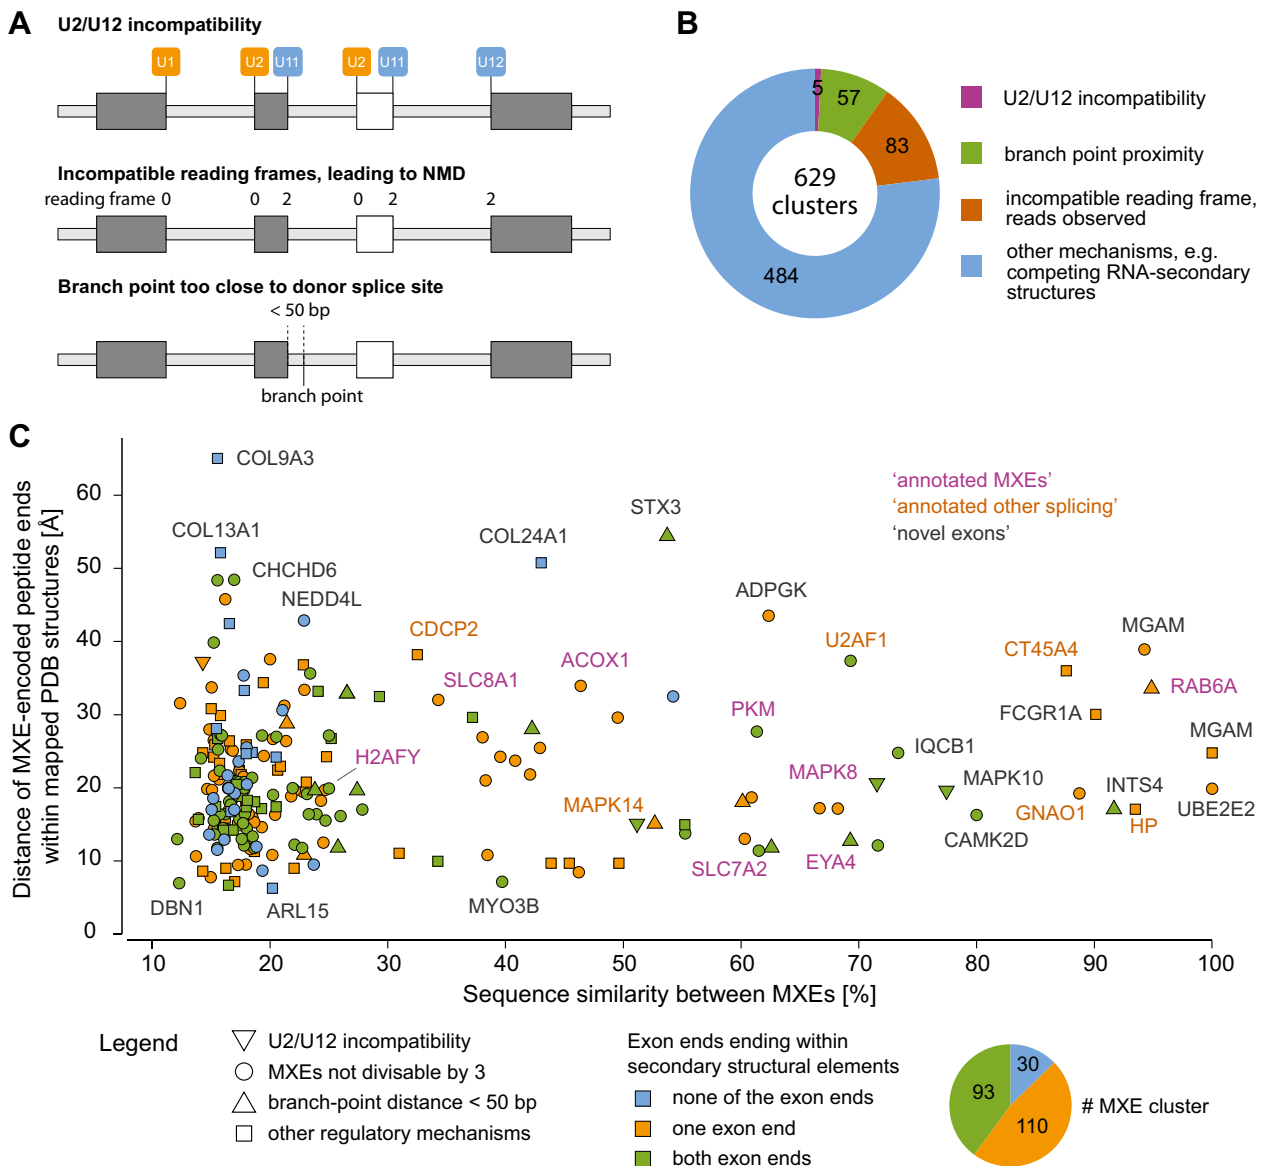 A
U2/U12 incompatibility
U1
U2
U11
U2
U11
U12
Incompatible reading frames, leading to NMD
reading frame 0
0
2
0
2
2
Branch point too close to donor splice site
< 50 bp
branch point
B
5
57
83
484
629
clusters
U2/U12 incompatibility
branch point proximity
incompatible reading frame,
reads observed
other mechanisms, e.g.
competing RNA-secondary
structures
C
Distance of MXE-encoded peptide ends
within mapped PDB structures [Å]
60
50
40
30
20
10
0
COL9A3
COL13A1
CHCHD6
NEDD4L
COL24A1
STX3
‘annotated MXEs’
‘annotated other splicing’
‘novel exons’
CDCP2
SLC8A1
ACOX1
ADPGK
U2AF1
CT45A4
MGAM
RAB6A
FCGR1A
MGAM
PKM
IQCB1
H2AFY
MAPK8
MAPK10
INTS4
MAPK14
GNAO1
HP
UBE2E2
CAMK2D
SLC7A2
EYA4
DBN1
ARL15
MYO3B
10
20
30
40
50
60
70
80
90
100
Sequence similarity between MXEs [%]
Legend
U2/U12 incompatibility
MXEs not divisable by 3
branch-point distance < 50 bp
other regulatory mechanisms
Exon ends ending within
secondary structural elements
none of the exon ends
one exon end
both exon ends
30
93
110
# MXE cluster